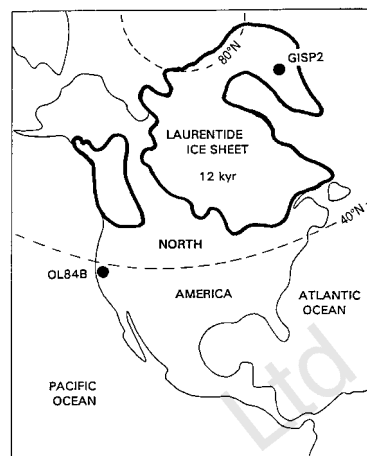 80°N
GISP2
LAURENTIDE
ICE SHEET
12 kyr
40°N
NORTH
OL84B
AMERICA
ATLANTIC
OCEAN
PACIFIC
OCEAN
Ltd